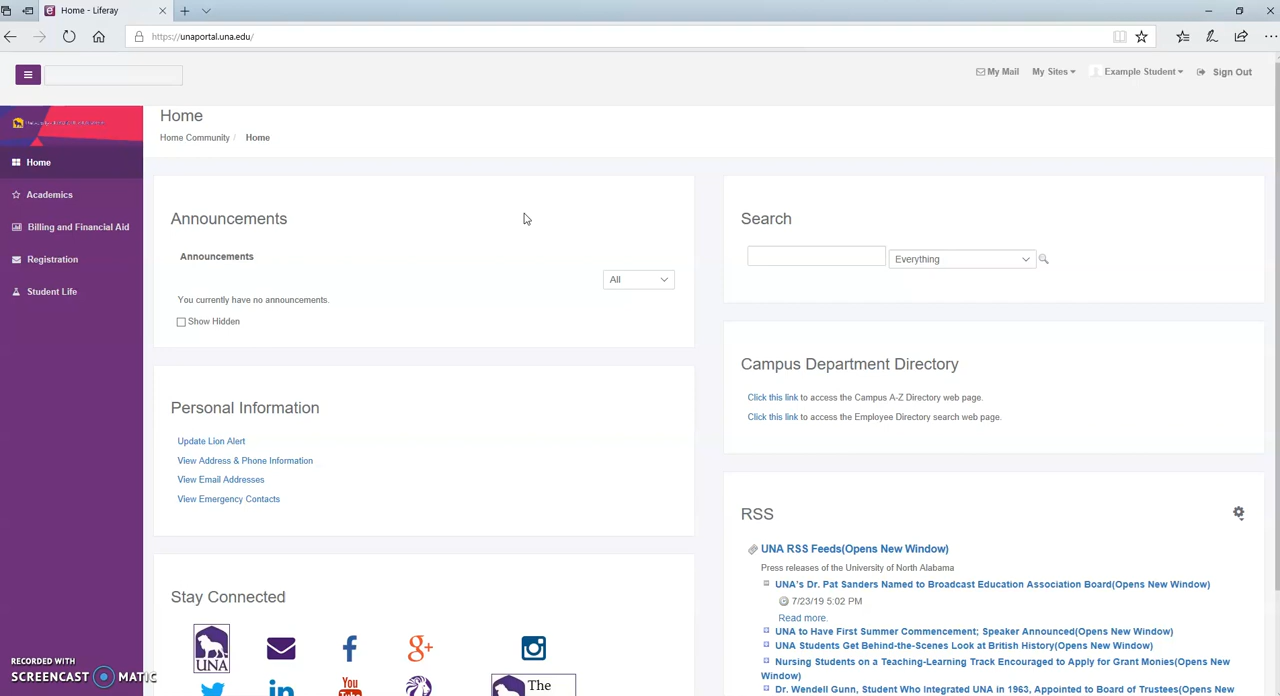 Home - Liferay
https://unaportal.una.edu/
My Mail
My Sites
Example Student
Sign Out
Home
Home Community / Home
Home
Academics
Billing and Financial Aid
Registration
Student Life
Announcements
Announcements
All
You currently have no announcements.
Show Hidden
Personal Information
Update Lion Alert
View Address & Phone Information
View Email Addresses
View Emergency Contacts
Stay Connected
UNA
You
Tube
The
Search
Everything
Campus Department Directory
Click this link to access the Campus A-Z Directory web page.
Click this link to access the Employee Directory search web page.
RSS
UNA RSS Feeds(Opens New Window)
Press releases of the University of North Alabama
UNA's Dr. Pat Sanders Named to Broadcast Education Association Board(Opens New Window)
7/23/19 5:02 PM
Read more.
UNA to Have First Summer Commencement; Speaker Announced(Opens New Window)
UNA Students Get Behind-the-Scenes Look at British History(Opens New Window)
Nursing Students on a Teaching-Learning Track Encouraged to Apply for Grant Monies(Opens New
Window)
Dr. Wendell Gunn, Student Who Integrated UNA in 1963, Appointed to Board of Trustees(Opens New
RECORDED WITH
SCREENCAST MATIC